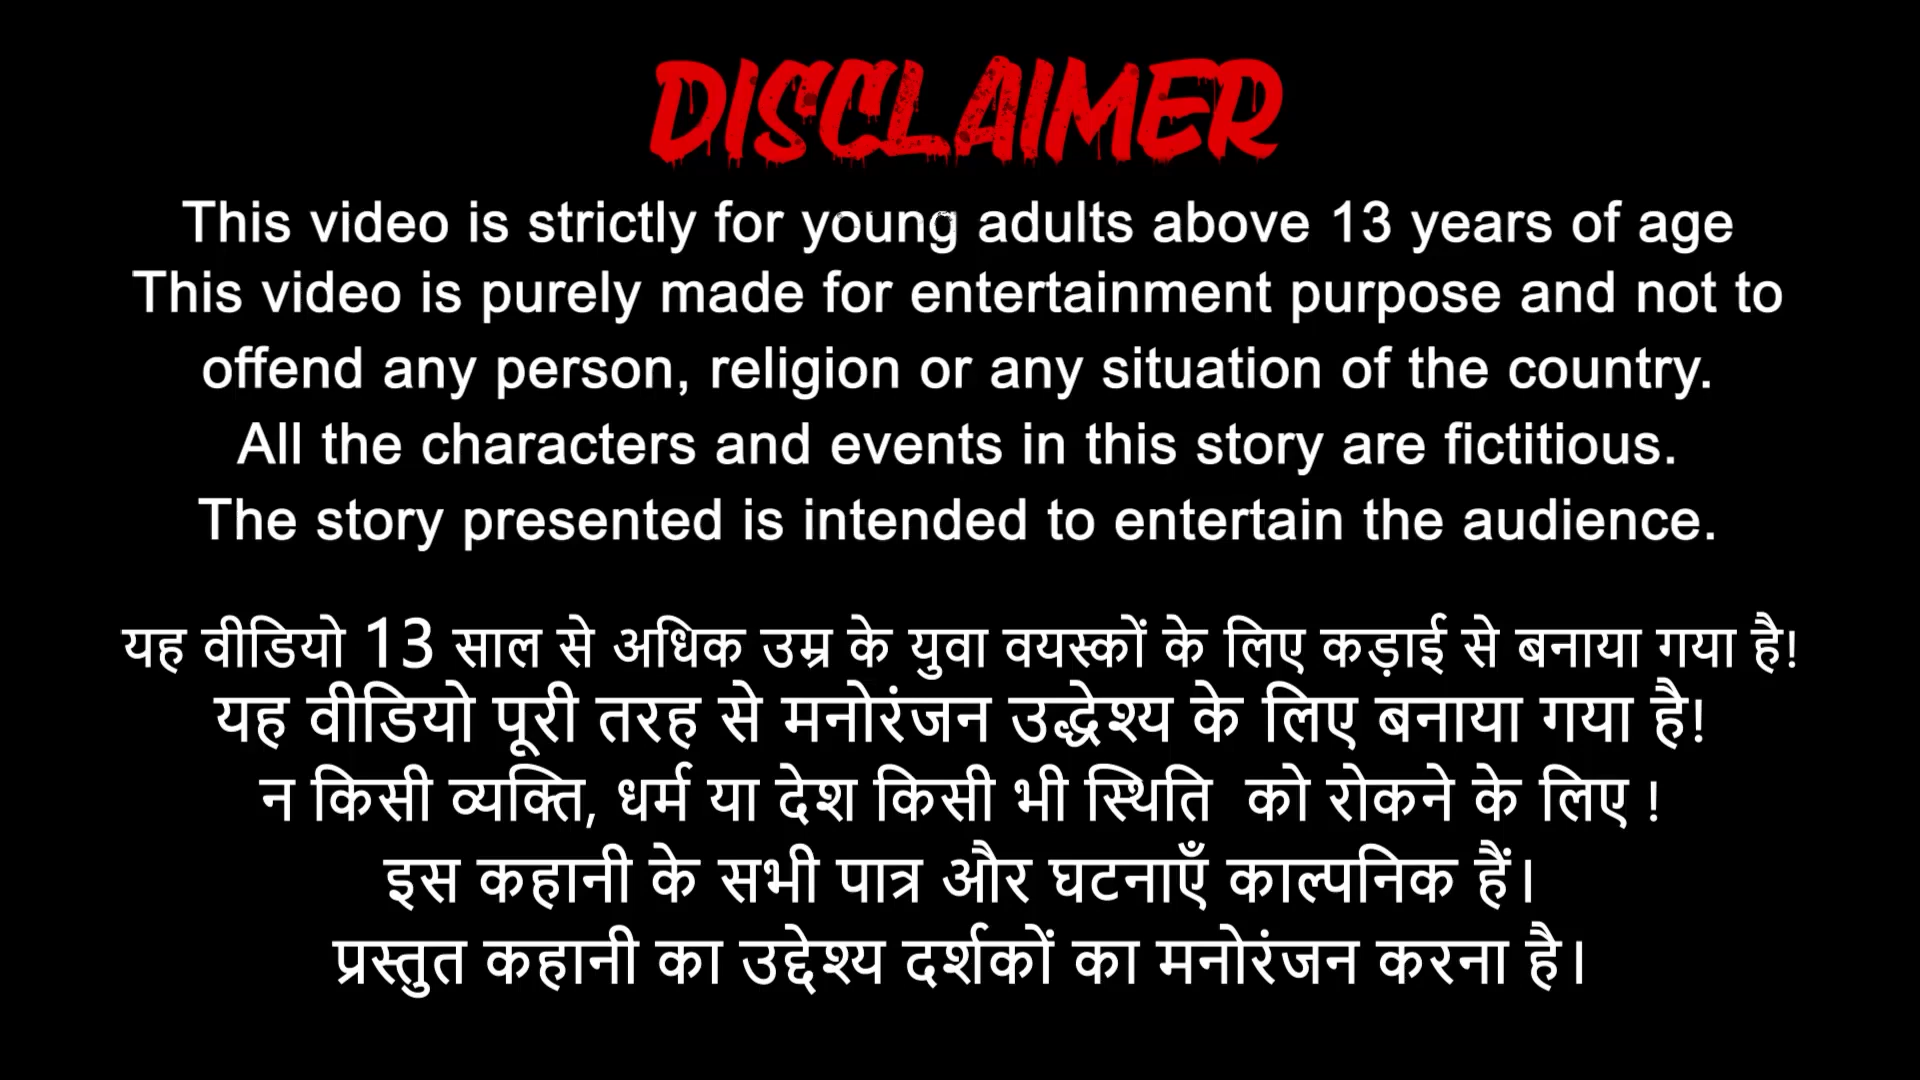 DISCLAIMER
This video is strictly for young adults above 13 years of age
This video is purely made for entertainment purpose and not to
offend any person, religion or any situation of the country.
All the characters and events in this story are fictitious.
The story presented is intended to entertain the audience.
यह वीडियो 13 साल से अधिक उम्र के युवा वयस्कों के लिए कड़ाई से बनाया गया है!
यह वीडियो पूरी तरह से मनोरंजन उद्धेश्य के लिए बनाया गया है!
न किसी व्यक्ति, धर्म या देश किसी भी स्थिति को रोकने के लिए !
इस कहानी के सभी पात्र और घटनाएँ काल्पनिक हैं।
प्रस्तुत कहानी का उद्देश्य दर्शकों का मनोरंजन करना है।